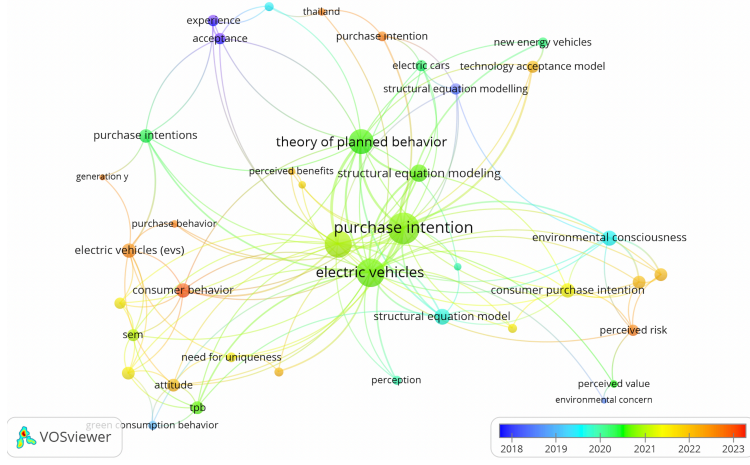 thailand
experience
acceptance
purchase intention
new energy vehicles
electric cars
technology acceptance model
structural equation modelling
purchase intentions
theory of planned behavior
perceived benefits
structural equation modeling
generation y
purchase behavior
purchase intention
environmental consciousness
electric vehicles (evs)
electric vehicles
consumer behavior
consumer purchase intention
structural equation model
perceived risk
sem
need for uniqueness
perception
attitude
perceived value
environmental concern
tpb
green consumption behavior
VOSviewer
2018 2019 2020 2021 2022 2023